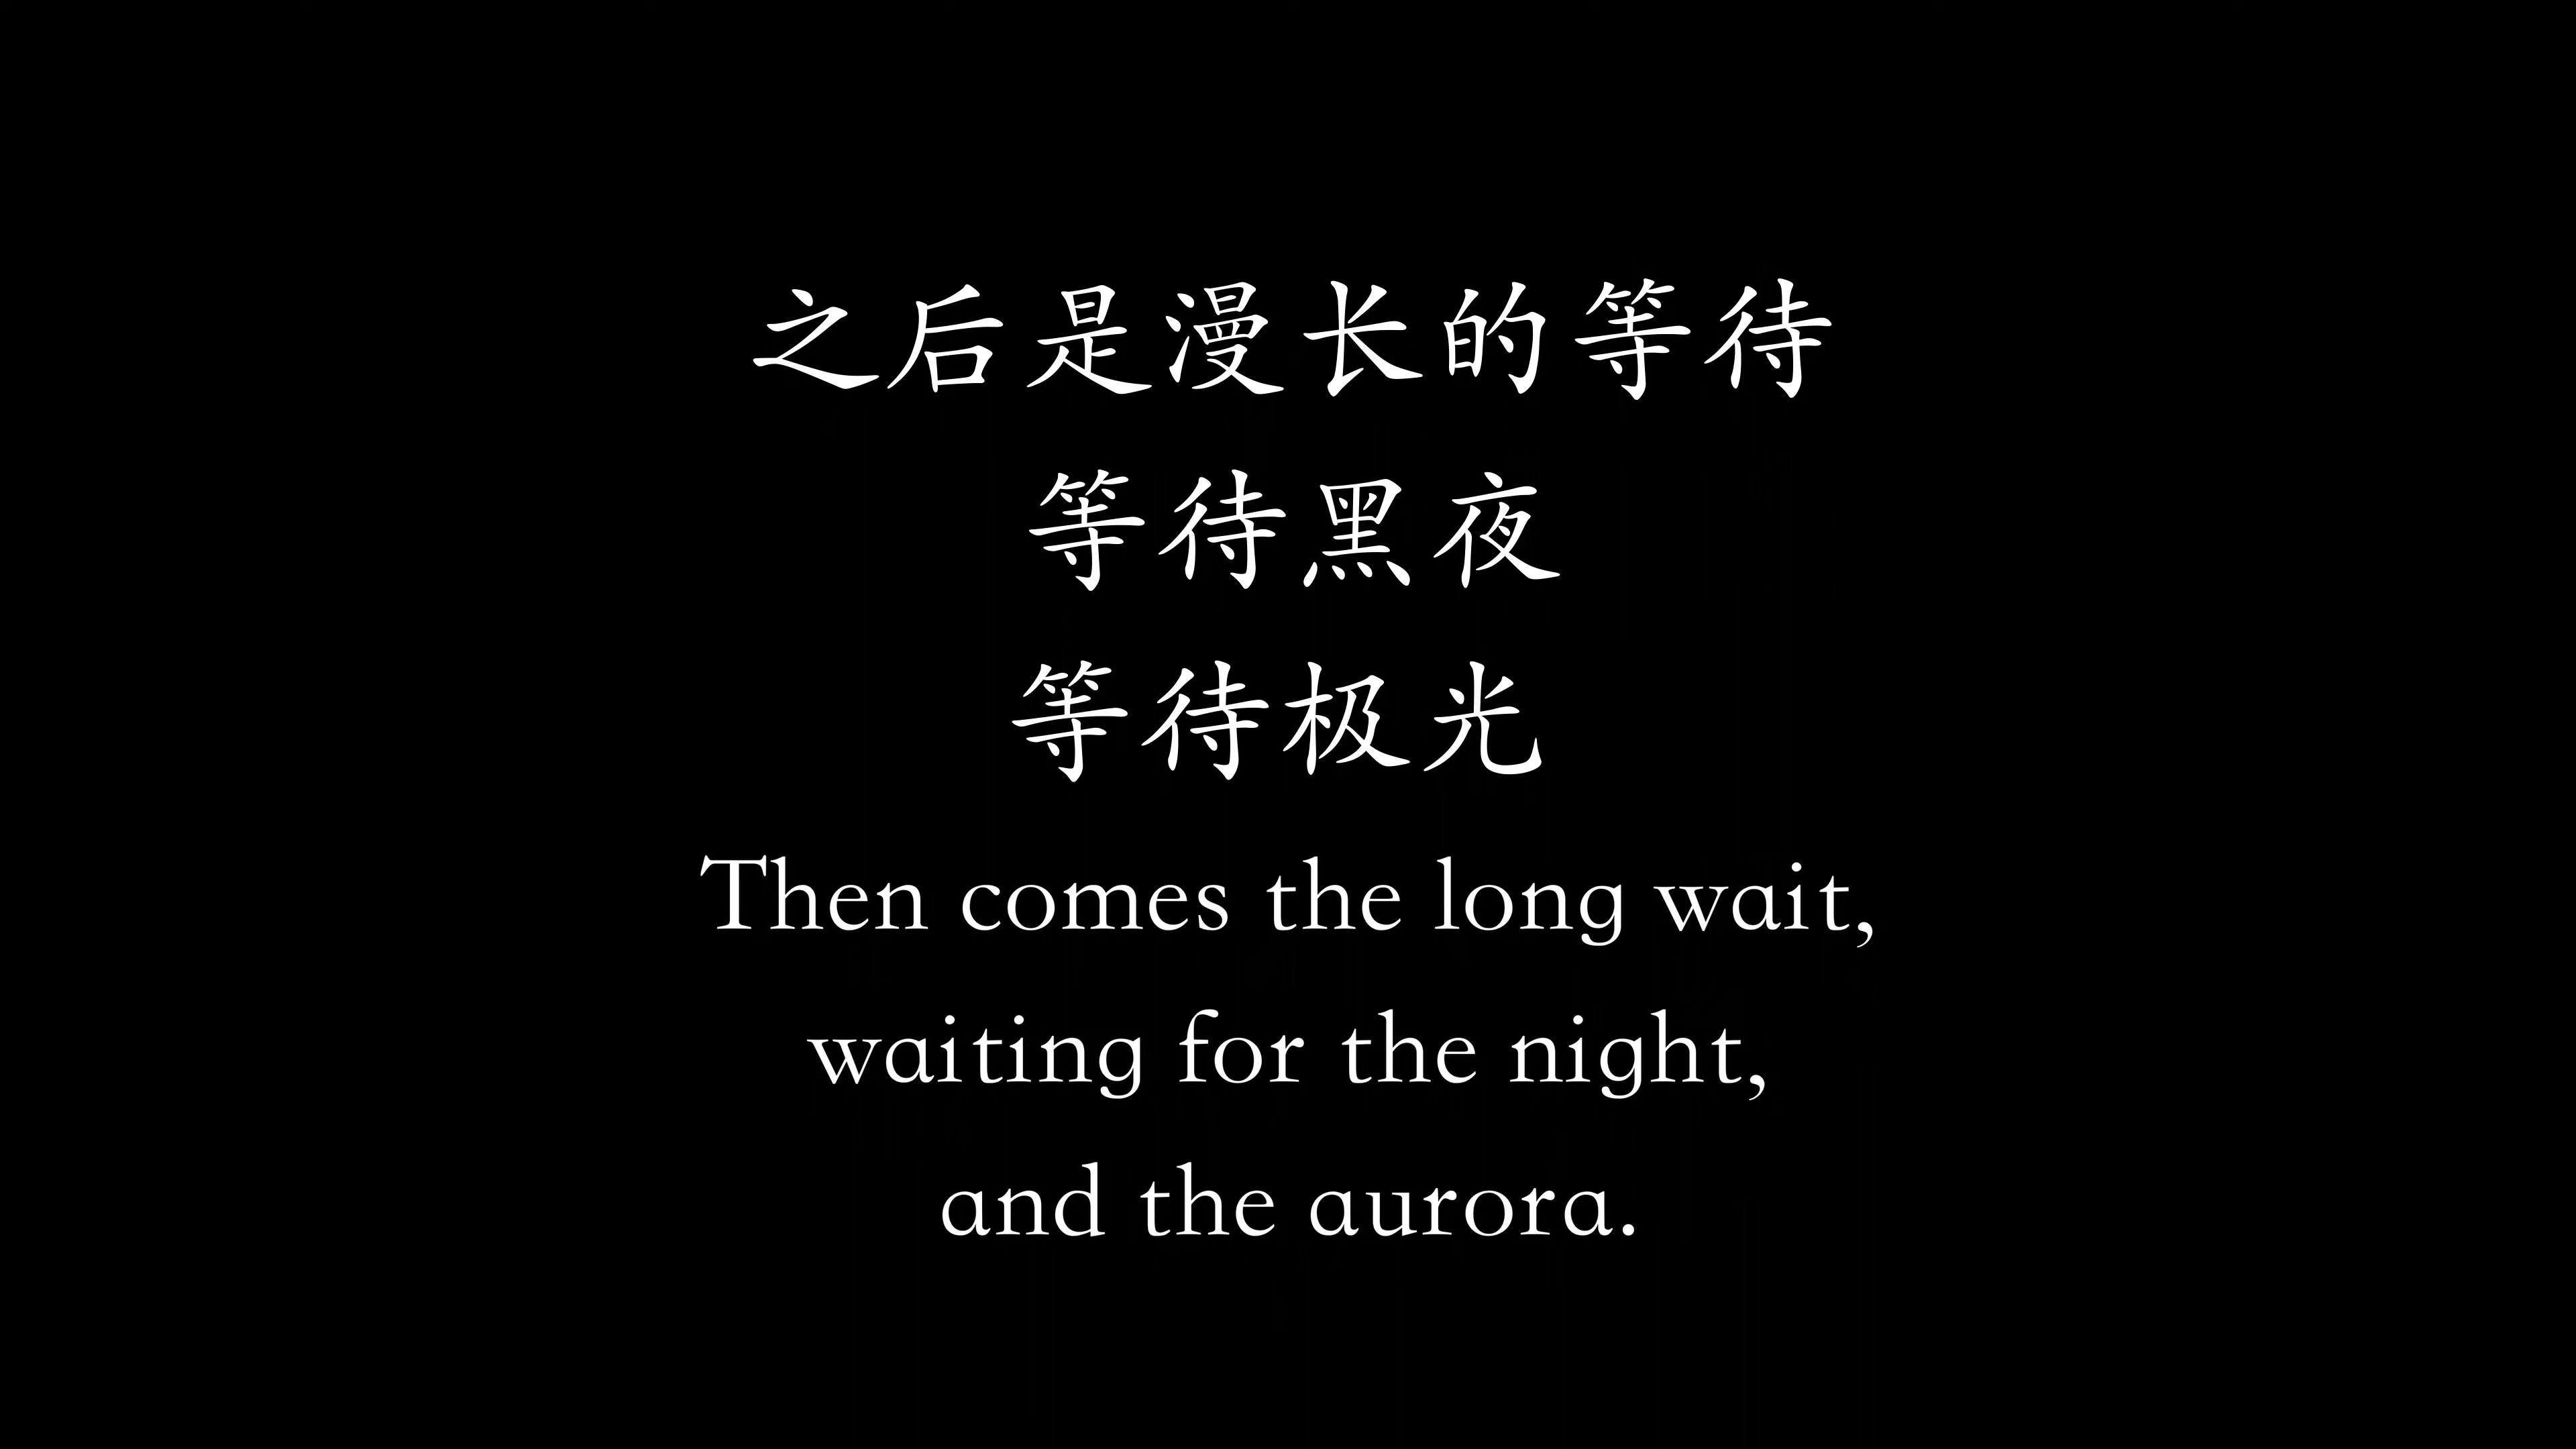 之后是漫长的等待
等待黑夜
等待极光
Then comes the long wait,
waiting for the night,
and the aurora.